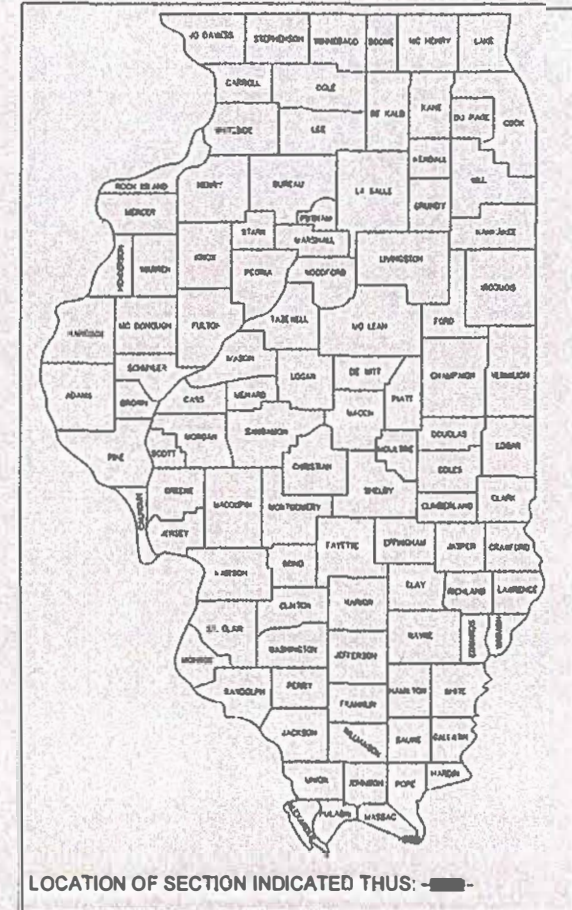 JO DAVIESS STEPHENSON WINNEBAGO BOONE MC HENRY LAKE
CARROLL OGLE DE KALB KANE DU PAGE COOK
WHITESIDE LEE KENDALL WILL
ROCK ISLAND HENRY BUREAU LA SALLE GRUNDY
MERCER PUTNAM KANKAKEE
HENDERSON WARREN KNOX STARK MARSHALL LIVINGSTON
PEORIA WOODFORD IROQUOIS
HANCOCK MC DONOUGH FULTON TAZEWELL MC LEAN FORD
MASON
SCHUYLER LOGAN DE WITT CHAMPAIGN VERMILION
ADAMS BROWN CASS MENARD MACON PIATT
MORGAN SANGAMON DOUGLAS EDGAR
PIKE SCOTT CHRISTIAN MOULTRIE COLES
GREENE MACOUPIN MONTGOMERY SHELBY CUMBERLAND CLARK
CALHOUN JERSEY FAYETTE EFFINGHAM JASPER CRAWFORD
MADISON BOND CLAY RICHLAND LAWRENCE
CLINTON MARION
ST. CLAIR WAYNE EDWARDS WABASH
WASHINGTON JEFFERSON
MONROE
RANDOLPH PERRY HAMILTON WHITE
FRANKLIN
JACKSON WILLIAMSON SALINE GALLATIN
UNION JOHNSON POPE HARDIN
ALEXANDER PULASKI MASSAC
LOCATION OF SECTION INDICATED THUS: - -